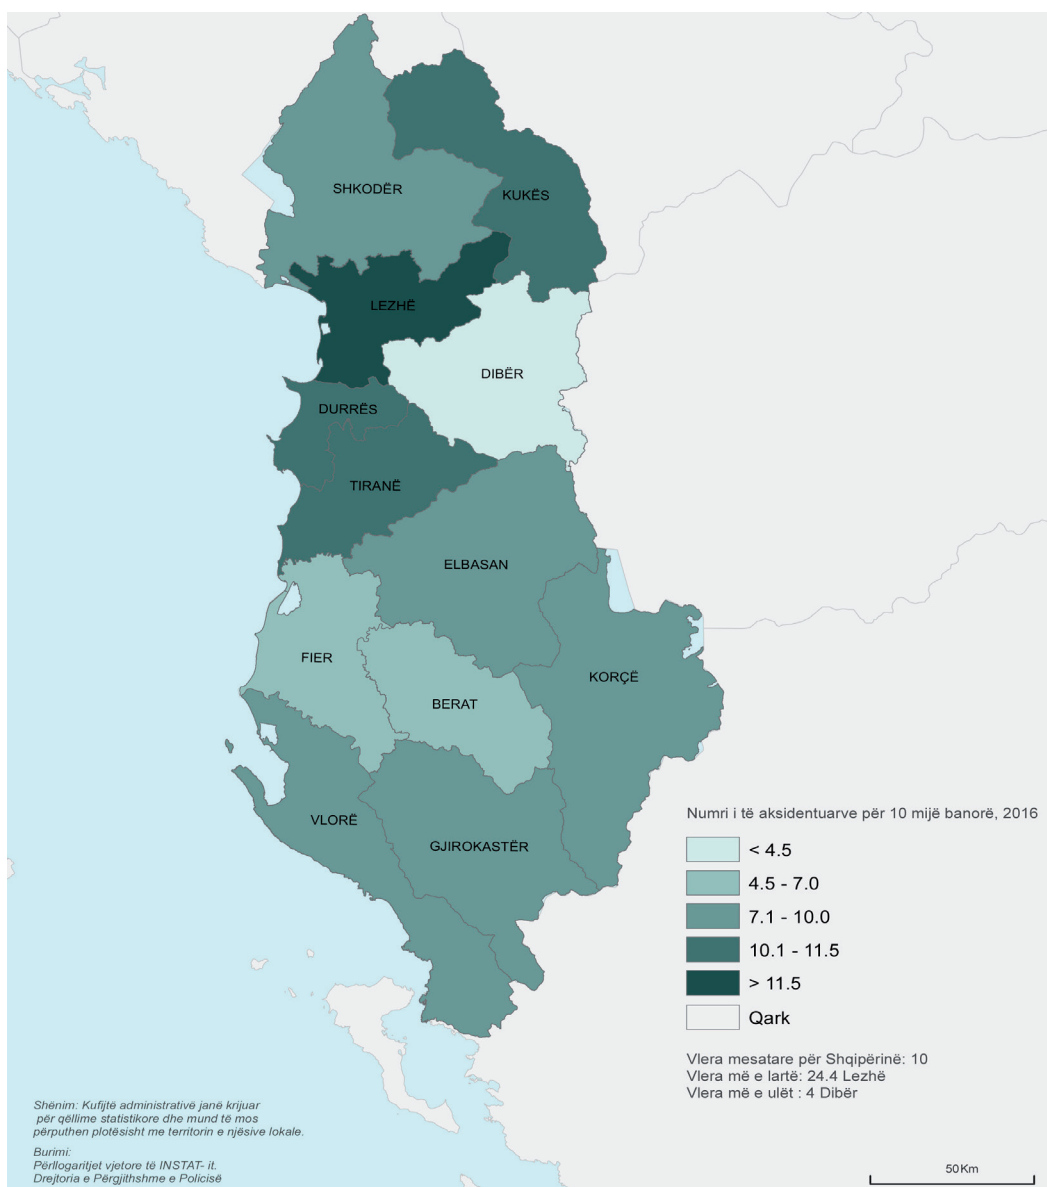 SHKODËR
KUKËS
LEZHË
DIBËR
DURRËS
TIRANË
ELBASAN
FIER
KORÇË
BERAT
VLORË
GJIROKASTËR
Numri i të aksidentuarve për 10 mijë banorë, 2016
< 4.5
4.5 - 7.0
7.1 - 10.0
10.1 - 11.5
> 11.5
Qark
Vlera mesatare për Shqipërinë: 10
Vlera më e lartë: 24.4 Lezhë
Vlera më e ulët : 4 Dibër
Shënim: Kufijtë administrativë janë krijuar
për qëllime statistikore dhe mund të mos
përputhen plotësisht me territorin e njësive lokale.
Burimi:
Përllogaritjet vjetore të INSTAT- it.
Drejtoria e Përgjithshme e Policisë
50Km